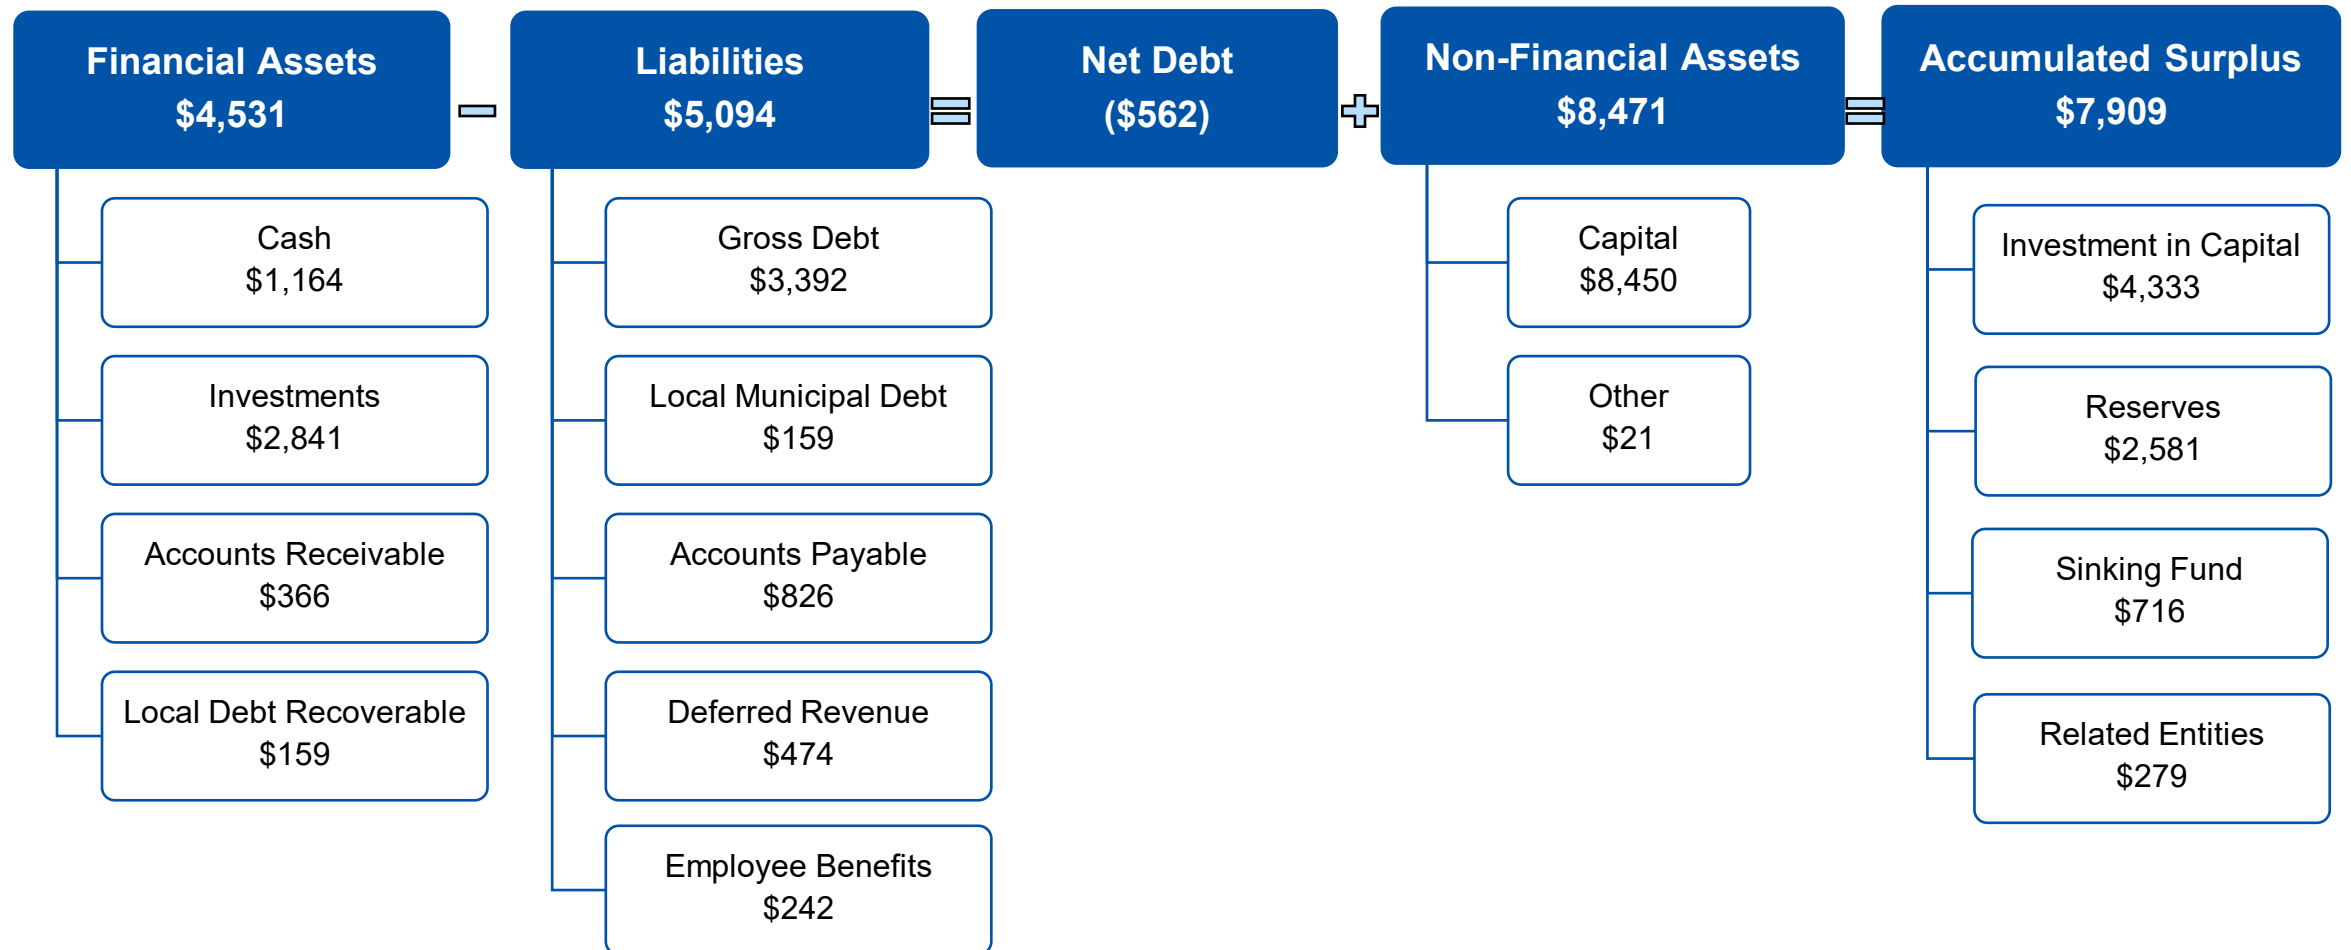 Financial Assets
$4,531
Liabilities
$5,094
Net Debt
($562)
Non-Financial Assets
$8,471
Accumulated Surplus
$7,909
Cash
$1,164
Investments
$2,841
Accounts Receivable
$366
Local Debt Recoverable
$159
Gross Debt
$3,392
Local Municipal Debt
$159
Accounts Payable
$826
Deferred Revenue
$474
Employee Benefits
$242
Capital
$8,450
Other
$21
Investment in Capital
$4,333
Reserves
$2,581
Sinking Fund
$716
Related Entities
$279